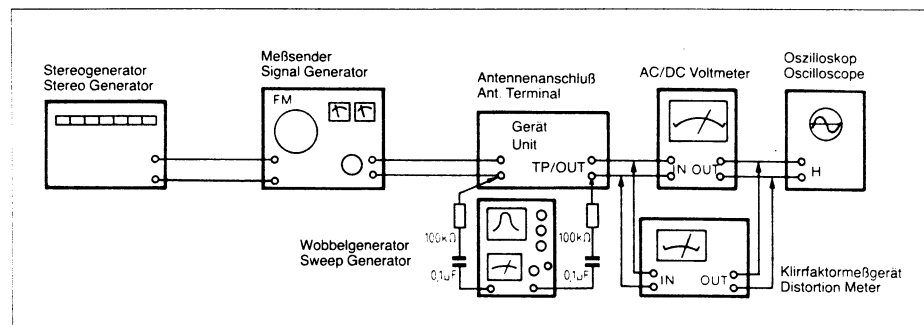 Stereogenerator
Stereo Generator
Meßsender
Signal Generator
FM
Antennenanschluß
Ant. Terminal
Gerät
Unit
TP/OUT
AC/DC Voltmeter
IN OUT
Oszilloskop
Oscilloscope
H
Wobbelgenerator
Sweep Generator
100kΩ
0,1µF
100kΩ
0,1µF
IN
OUT
Klirrfaktormeßgerät
Distortion Meter